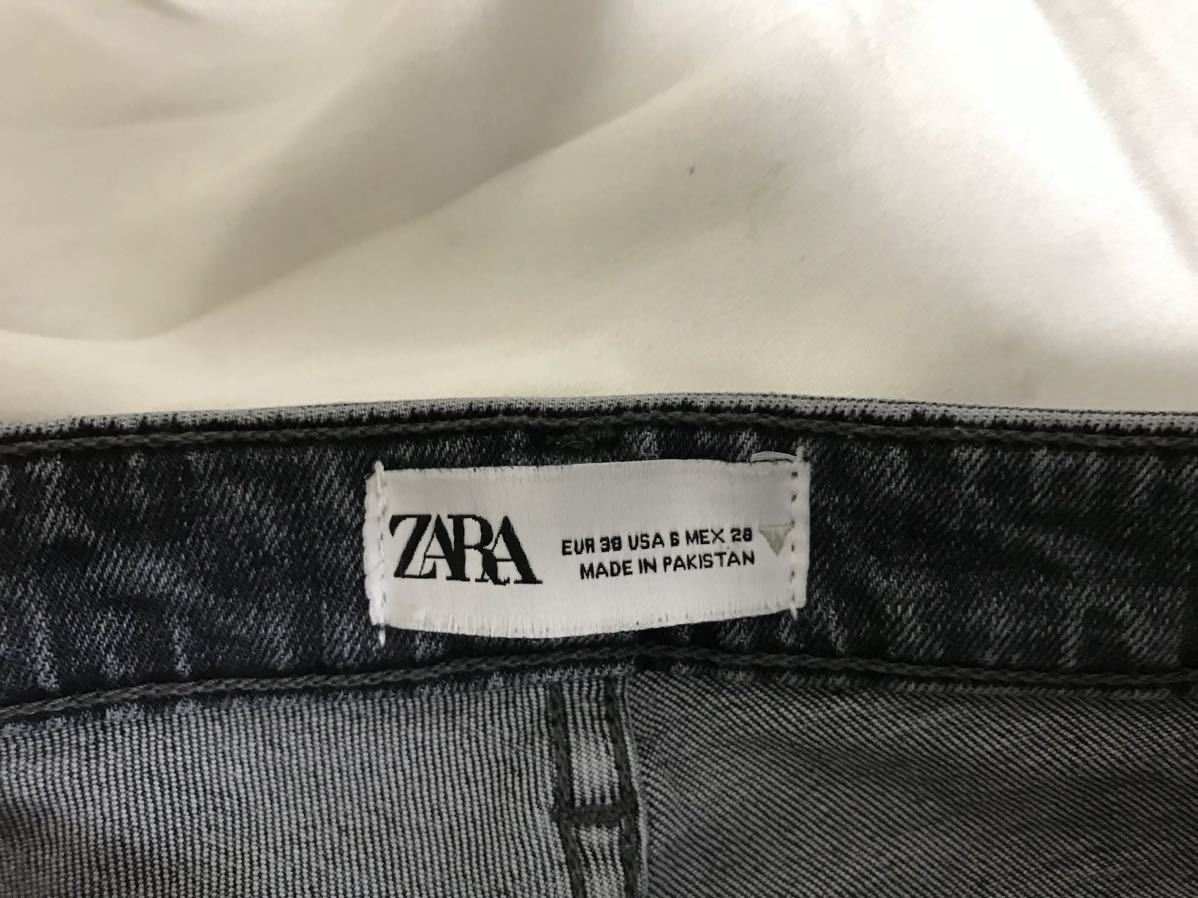 ZARA
EUR 38 USA 6 MEX 28
MADE IN PAKISTAN